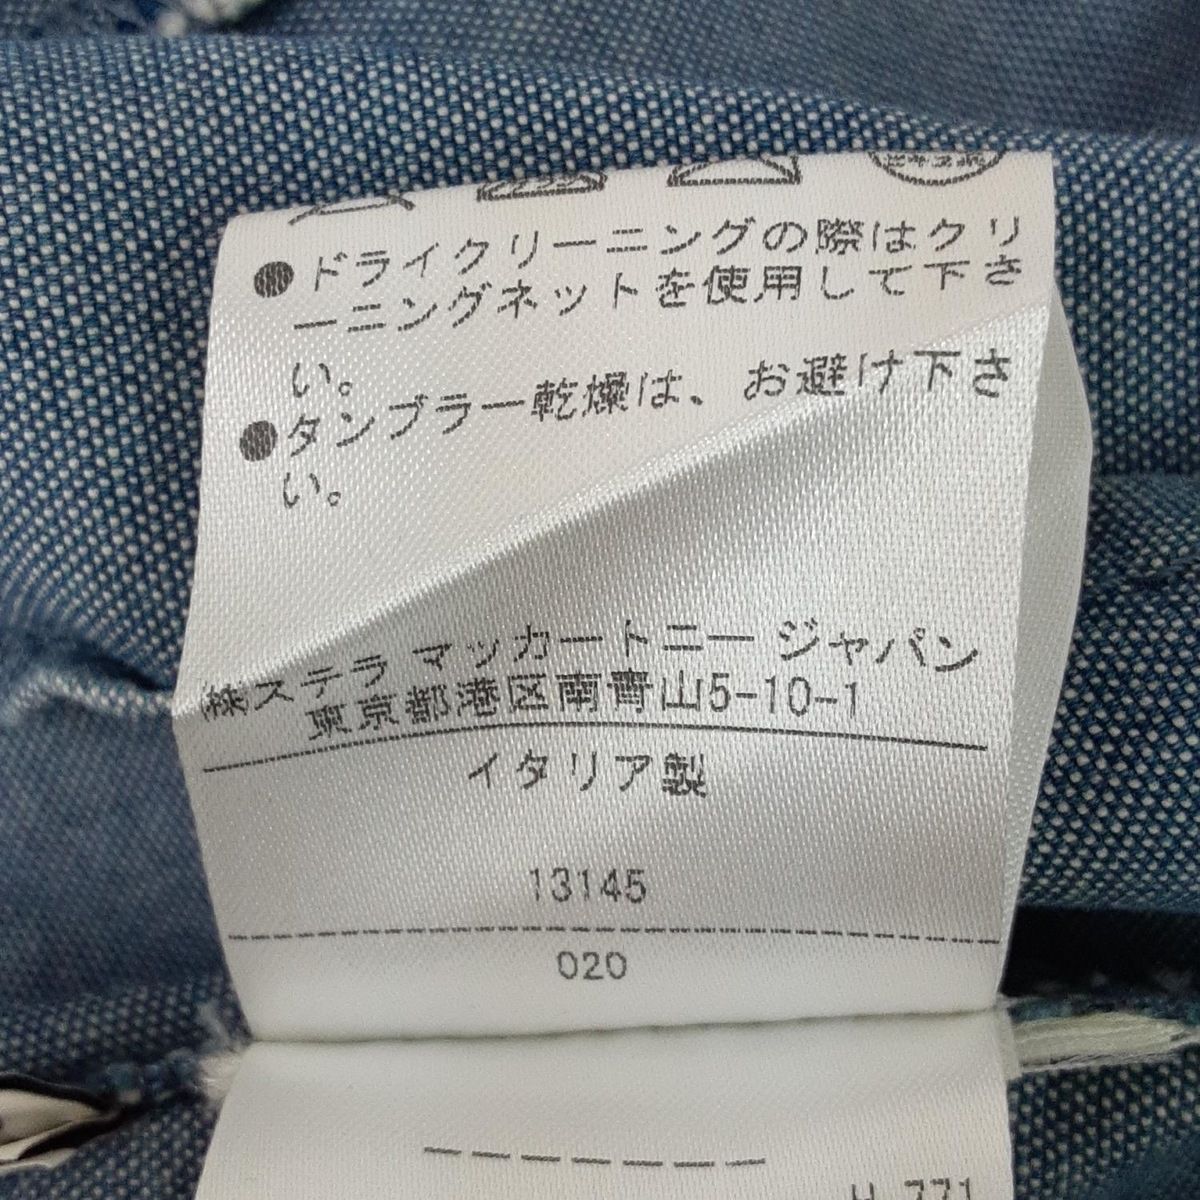 ●ドライクリーニングの際はクリ
ーニングネットを使用して下さ
い。
●タンブラー乾燥は、お避け下さ
い。
㈱ステラ マッカートニー ジャパン
東京都港区南青山5-10-1
イタリア製
13145
020
H 771